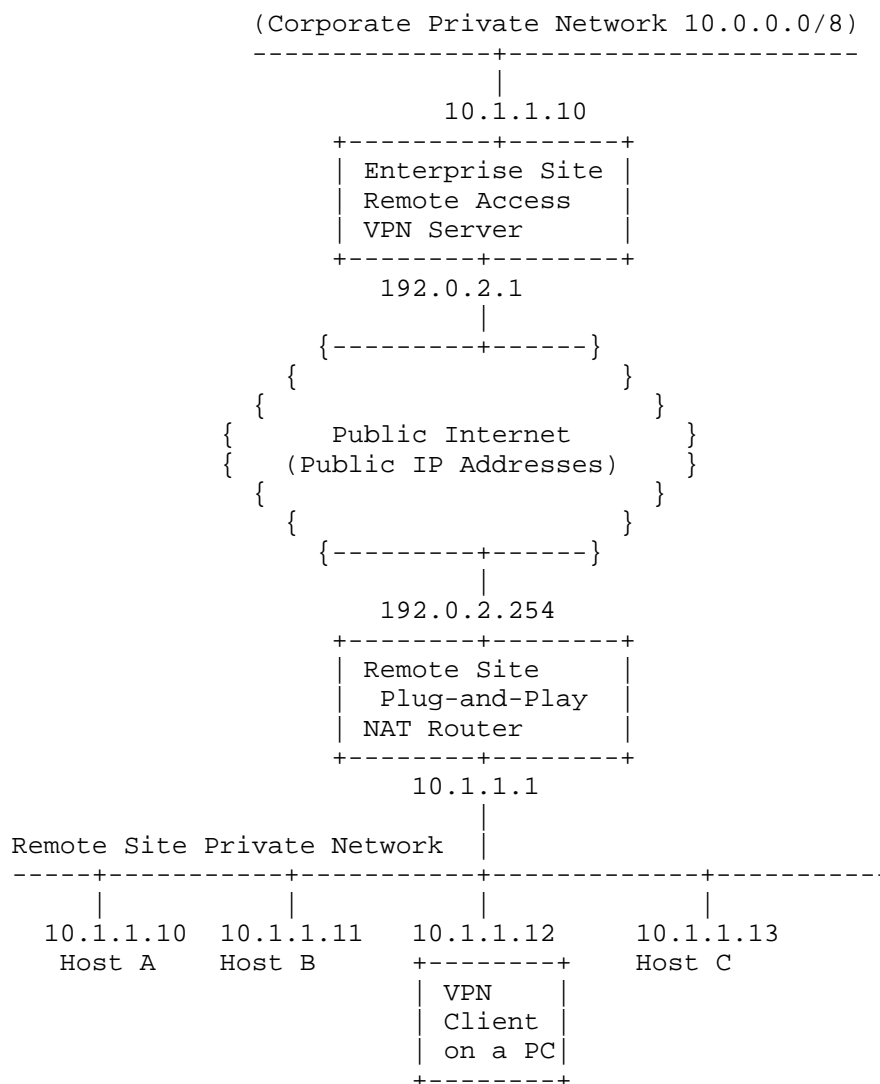 (Corporate Private Network 10.0.0.0/8)
10.1.1.10
Enterprise Site
Remote Access
VPN Server
192.0.2.1
Public Internet
(Public IP Addresses)
192.0.2.254
Remote Site
Plug-and-Play
NAT Router
10.1.1.1
Remote Site Private Network
10.1.1.10 10.1.1.11 10.1.1.12 10.1.1.13
Host A Host B Host C
VPN
Client
on a PC